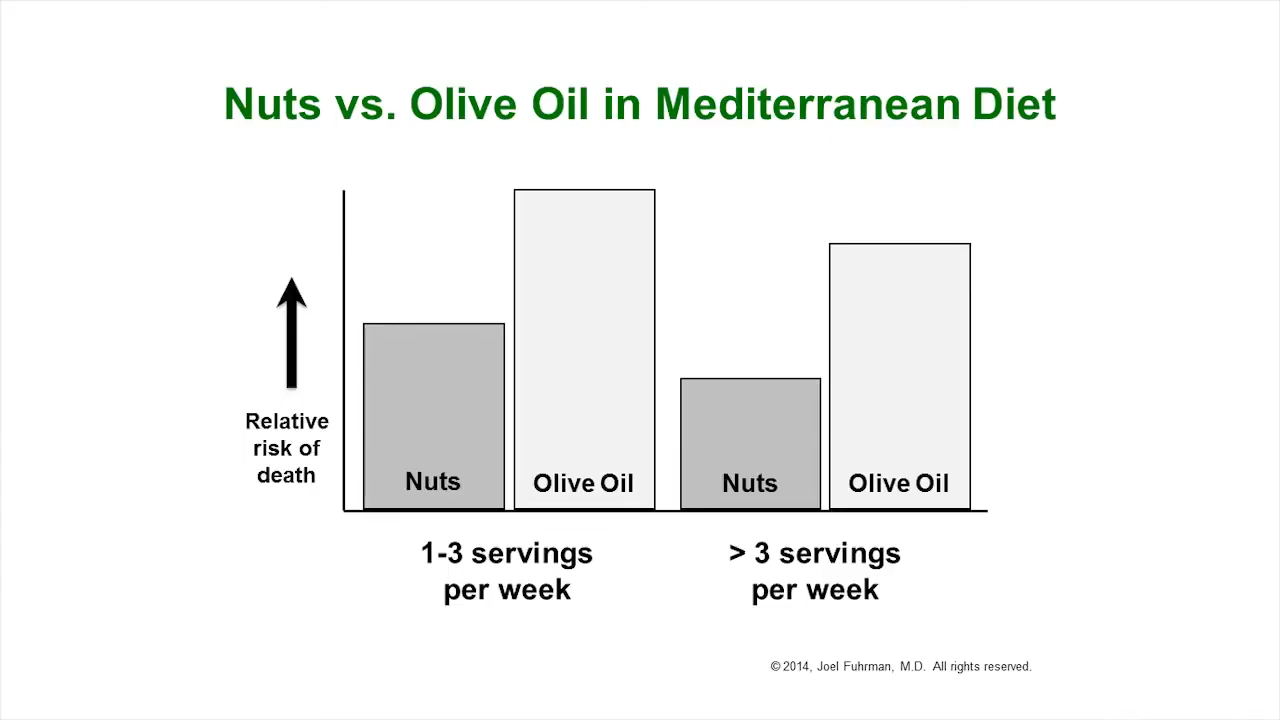 Nuts vs. Olive Oil in Mediterranean Diet
Relative
risk of
death
Nuts
Olive Oil
Nuts
Olive Oil
1-3 servings
per week
> 3 servings
per week
© 2014, Joel Fuhrman, M.D. All rights reserved.